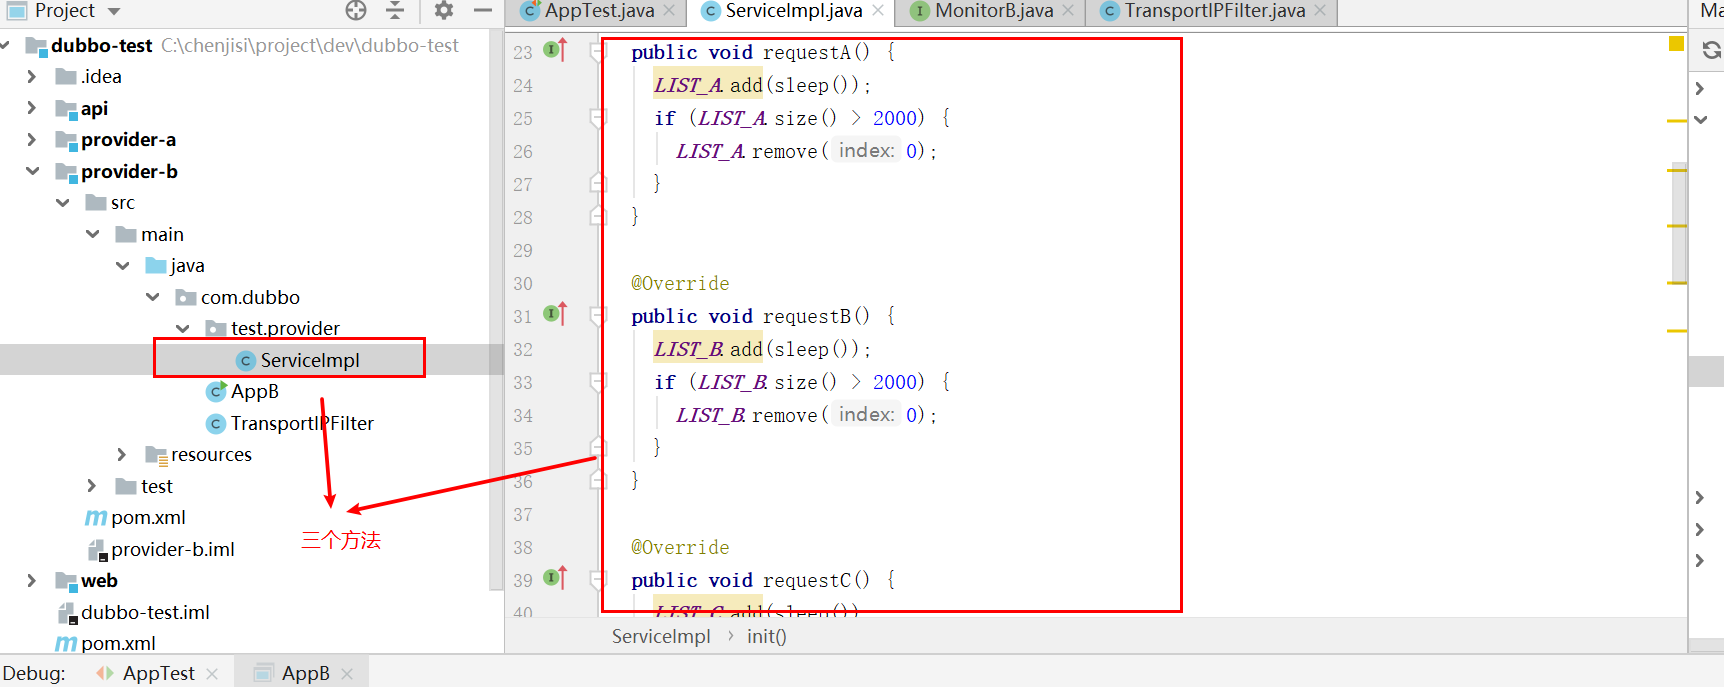 Project
AppTest.java
ServiceImpl.java
MonitorB.java
TransportIPFilter.java
Ma
dubbo-test C:\chenjisi\project\dev\dubbo-test
.idea
api
provider-a
provider-b
src
main
java
com.dubbo
test.provider
ServiceImpl
AppB
TransportIPFilter
resources
test
pom.xml
provider-b.iml
web
dubbo-test.iml
pom.xml
三个方法
23 public void requestA() {
24 LIST_A.add(sleep());
25 if (LIST_A.size() > 2000) {
26 LIST_A.remove( index: 0);
27 }
28 }
29
30 @Override
31 public void requestB() {
32 LIST_B.add(sleep());
33 if (LIST_B.size() > 2000) {
34 LIST_B.remove( index: 0);
35 }
36 }
37
38 @Override
39 public void requestC() {
40 LIST_C.add(sleep())
ServiceImpl › init()
Debug: AppTest AppB